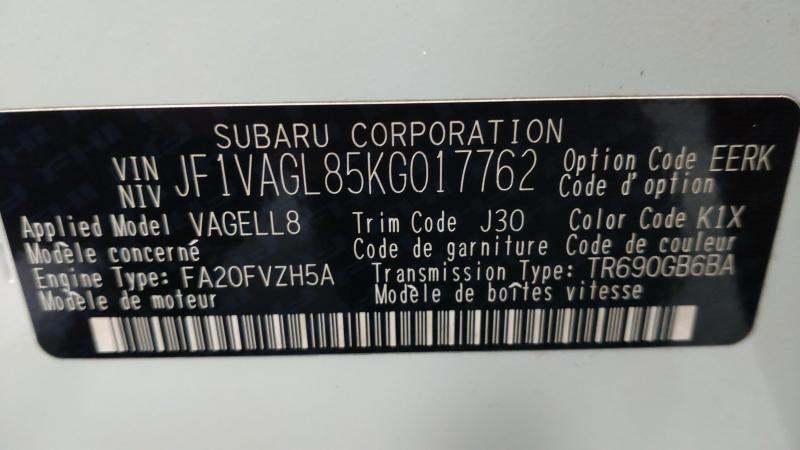 SUBARU CORPORATION
VIN NIV JF1VAGL85KG017762 Option Code EERK
Code d'option
Applied Model VAGELL8 Trim Code J30 Color Code K1X
Modèle concerné Code de garniture Code de couleur
Engine Type: FA20FVZH5A Transmission Type: TR690GB6BA
Modèle de moteur Modèle de boîtes vitesse